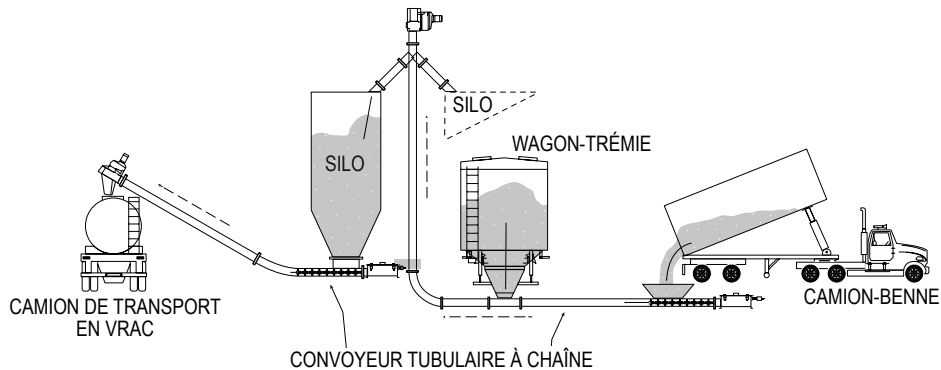 SILO
WAGON-TRÉMIE
SILO
CAMION DE TRANSPORT
EN VRAC
CAMION-BENNE
CONVOYEUR TUBULAIRE À CHAÎNE